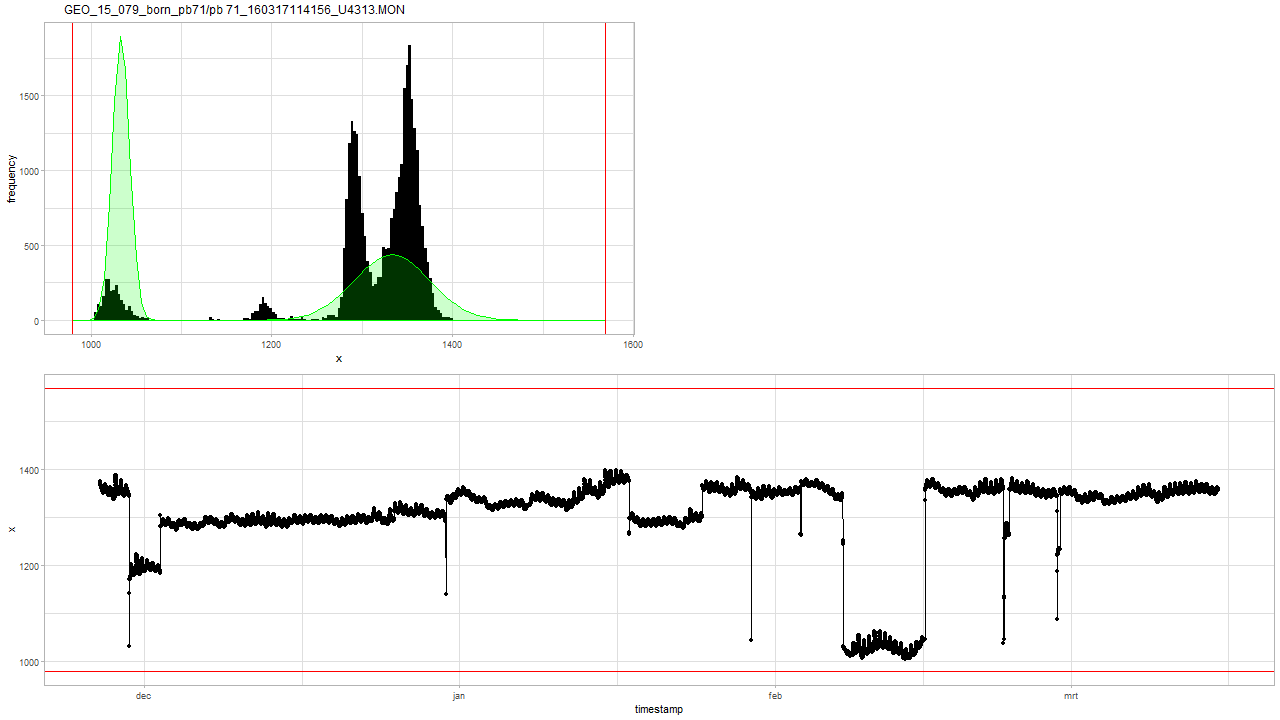 GEO_15_079_born_pb71/pb 71_160317114156_U4313.MON
frequency
1500
1000
500
0
1000 1200 1400 1600
x
x
1400
1200
1000
dec jan feb mrt
timestamp